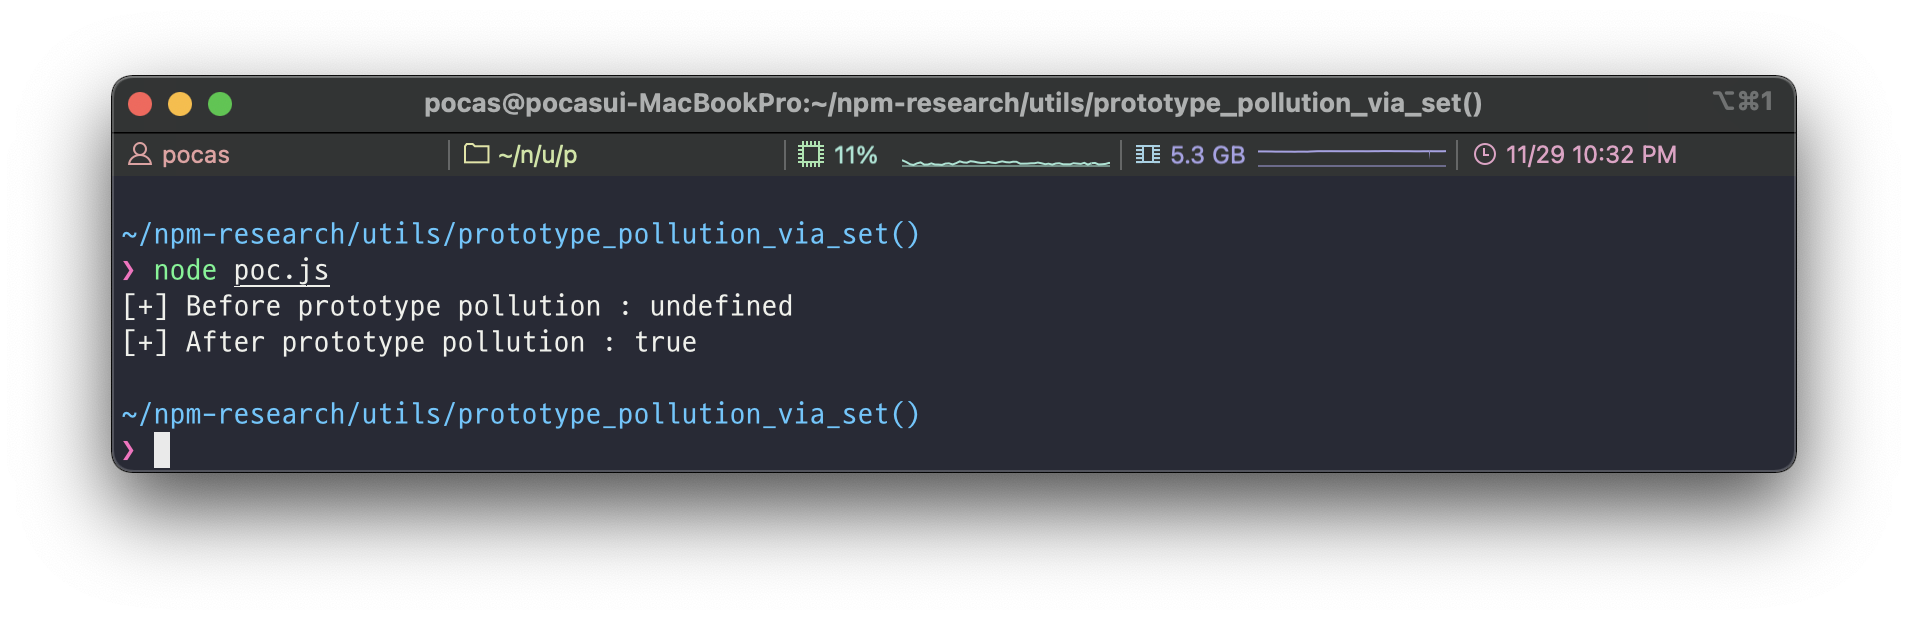 pocas@pocasui-MacBookPro:~/npm-research/utils/prototype_pollution_via_set()
⌥⌘1
pocas
~/n/u/p
11%
5.3 GB
11/29 10:32 PM
~/npm-research/utils/prototype_pollution_via_set()
❯ node poc.js
[+] Before prototype pollution : undefined
[+] After prototype pollution : true
~/npm-research/utils/prototype_pollution_via_set()
❯